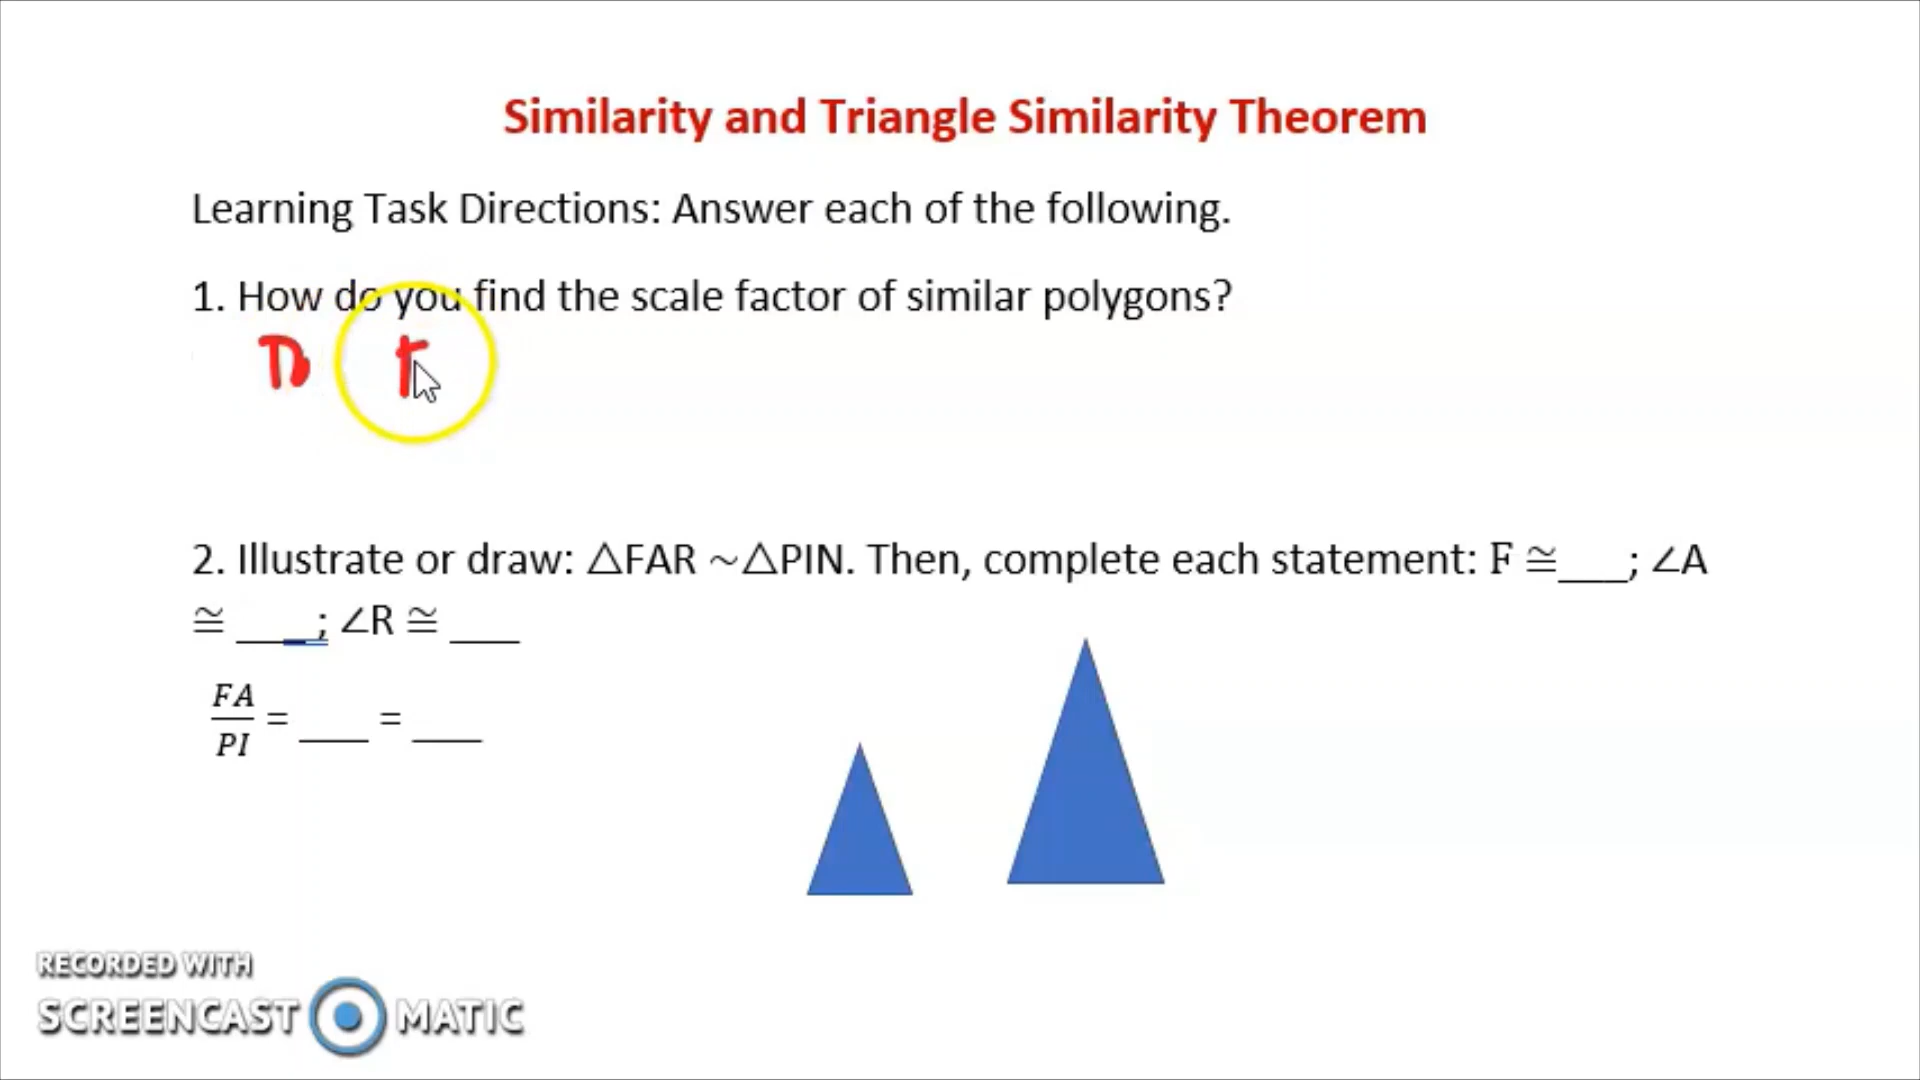 Similarity and Triangle Similarity Theorem
Learning Task Directions: Answer each of the following.
1. How do you find the scale factor of similar polygons?
D
2. Illustrate or draw: △FAR ~△PIN. Then, complete each statement: F ≅___; ∠A
≅ ___; ∠R ≅ ___
FA
PI = ___ = ___
RECORDED WITH
SCREENCAST MATIC